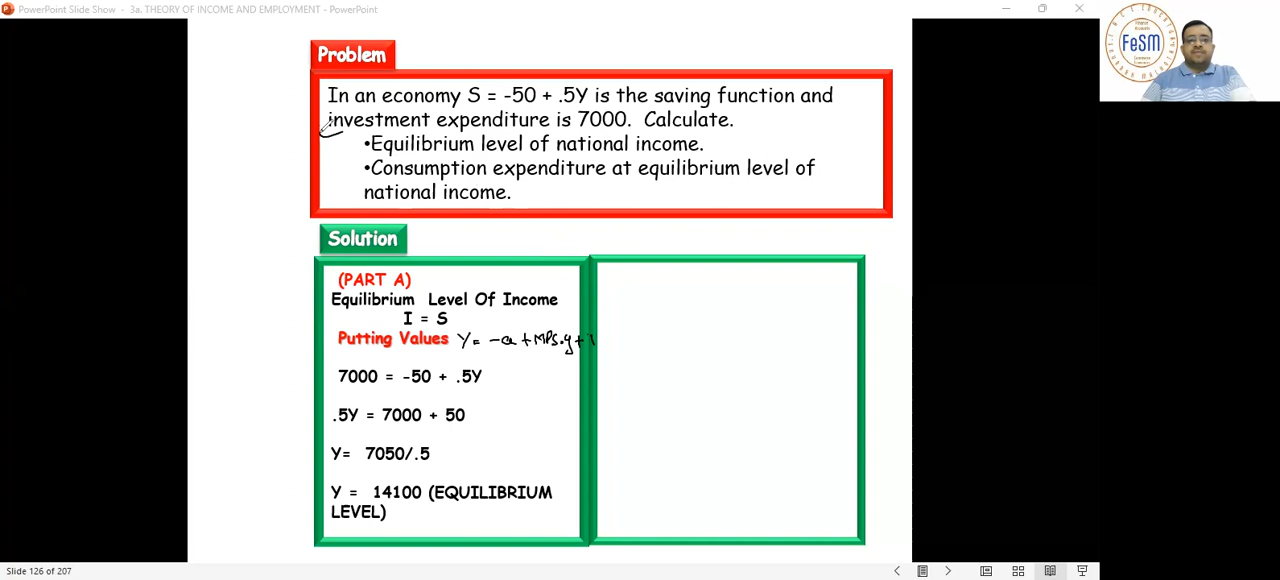 PowerPoint Slide Show - 3a. THEORY OF INCOME AND EMPLOYMENT - PowerPoint
FeSM
Problem
In an economy S = -50 + .5Y is the saving function and
investment expenditure is 7000. Calculate.
•Equilibrium level of national income.
•Consumption expenditure at equilibrium level of
national income.
Solution
(PART A)
Equilibrium Level Of Income
I = S
Putting Values Y = -a + MPS.y +
7000 = -50 + .5Y
.5Y = 7000 + 50
Y= 7050/.5
Y = 14100 (EQUILIBRIUM
LEVEL)
Slide 126 of 207